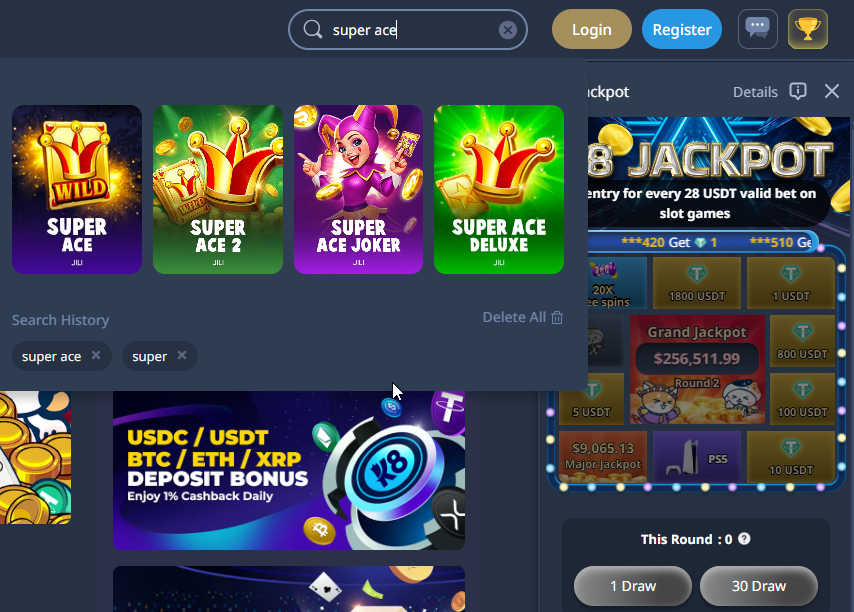 super ace
Login
Register
WILD
SUPER
ACE
JILI
WILD
SUPER
ACE 2
JILI
SUPER
ACE JOKER
JILI
SUPER ACE
DELUXE
JILI
Search History
Delete All
super ace
super
ackpot
Details
8 JACKPOT
entry for every 28 USDT valid bet on
slot games
***420 Get 1
***510 Ge
20X
ee spins
1800 USDT
1 USDT
Grand Jackpot
$256,511.99
Round 2
800 USDT
5 USDT
100 USDT
$9,065.13
Major Jackpot
PS5
10 USDT
USDC / USDT
BTC / ETH / XRP
DEPOSIT BONUS
Enjoy 1% Cashback Daily
K8
This Round : 0
1 Draw
30 Draw